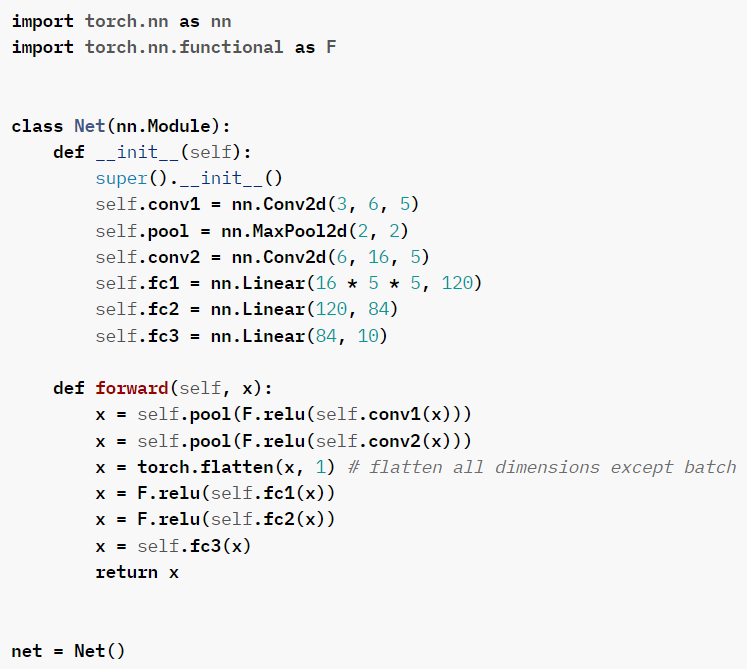 import torch.nn as nn
import torch.nn.functional as F
class Net(nn.Module):
    def __init__(self):
        super().__init__()
        self.conv1 = nn.Conv2d(3, 6, 5)
        self.pool = nn.MaxPool2d(2, 2)
        self.conv2 = nn.Conv2d(6, 16, 5)
        self.fc1 = nn.Linear(16 * 5 * 5, 120)
        self.fc2 = nn.Linear(120, 84)
        self.fc3 = nn.Linear(84, 10)
    def forward(self, x):
        x = self.pool(F.relu(self.conv1(x)))
        x = self.pool(F.relu(self.conv2(x)))
        x = torch.flatten(x, 1) # flatten all dimensions except batch
        x = F.relu(self.fc1(x))
        x = F.relu(self.fc2(x))
        x = self.fc3(x)
        return x
net = Net()